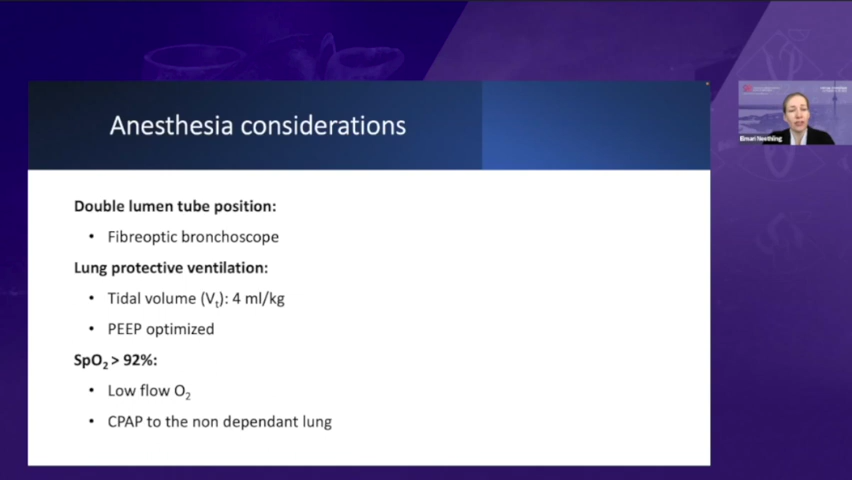 Anesthesia considerations
Double lumen tube position:
• Fibreoptic bronchoscope
Lung protective ventilation:
• Tidal volume (Vt): 4 ml/kg
• PEEP optimized
SpO2 > 92%:
• Low flow O2
• CPAP to the non dependant lung
Elmari Neethling